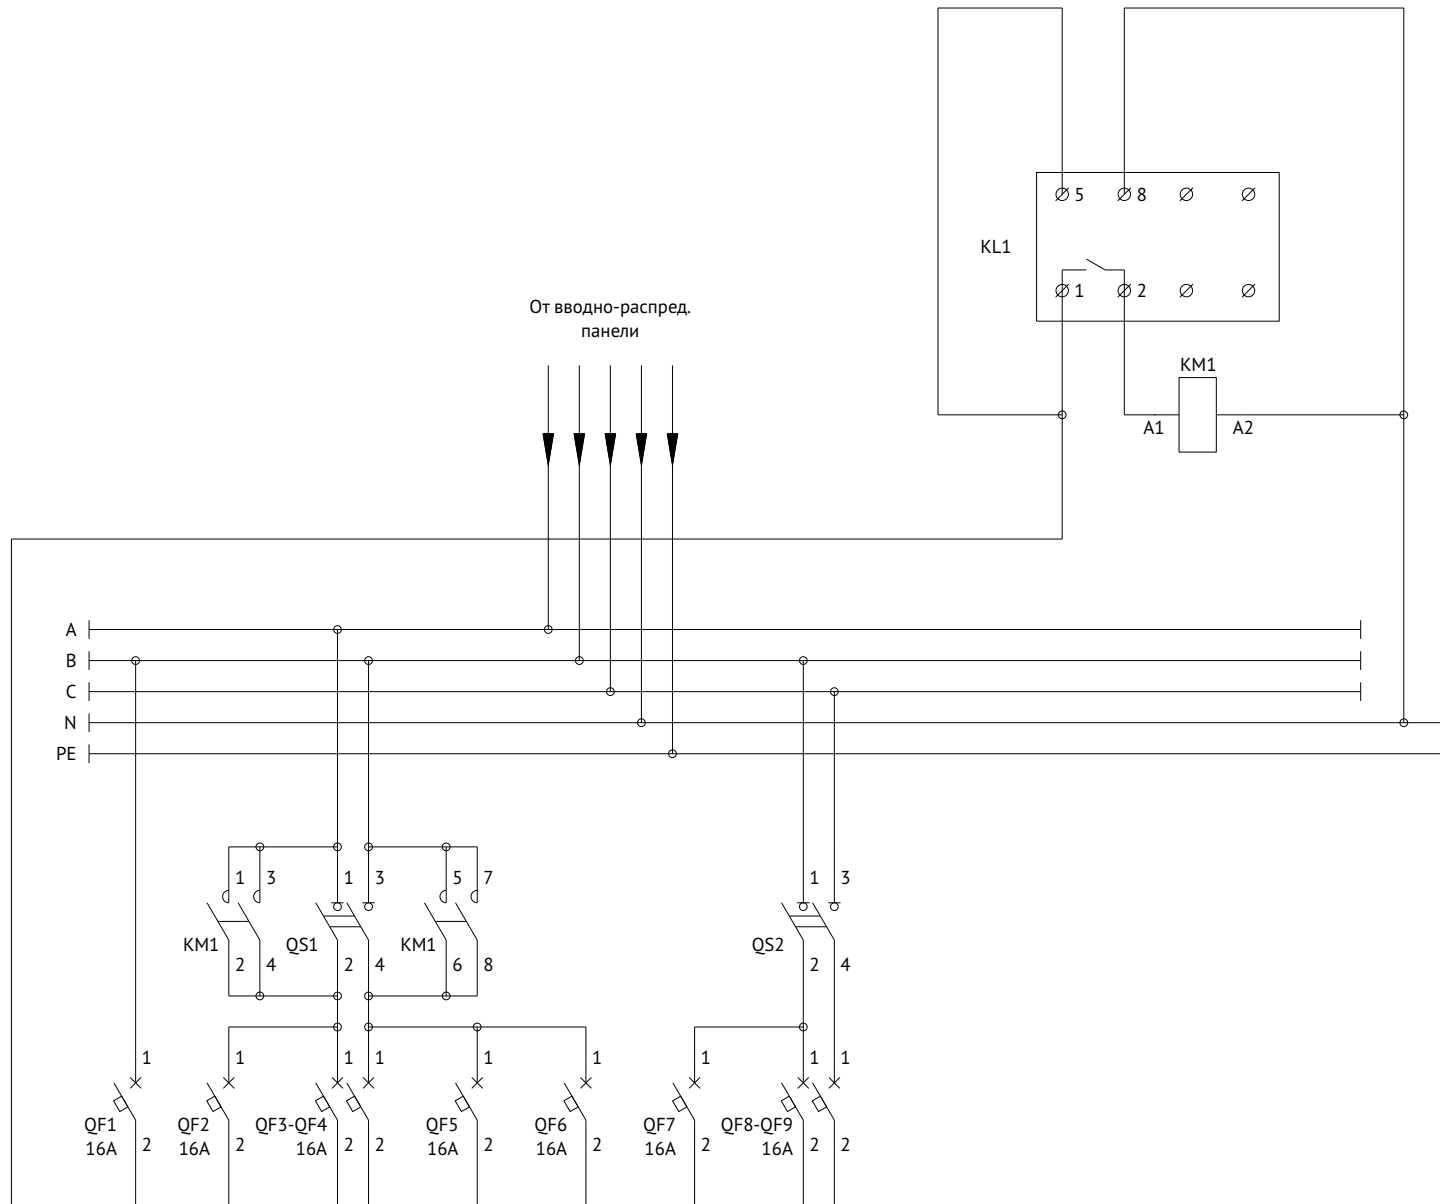 5 8
KL1
1 2
От вводно-распред.
панели
KM1
A1 A2
A
B
C
N
PE
1 3 1 3 5 7 1 3
KM1 QS1 KM1 QS2
2 4 2 4 6 8 2 4
1 1 1 1 1 1 1 1 1
QF1 QF2 QF3-QF4 QF5 QF6 QF7 QF8-QF9
16A 2 16A 2 16A 2 2 16A 2 16A 2 16A 2 16A 2 2